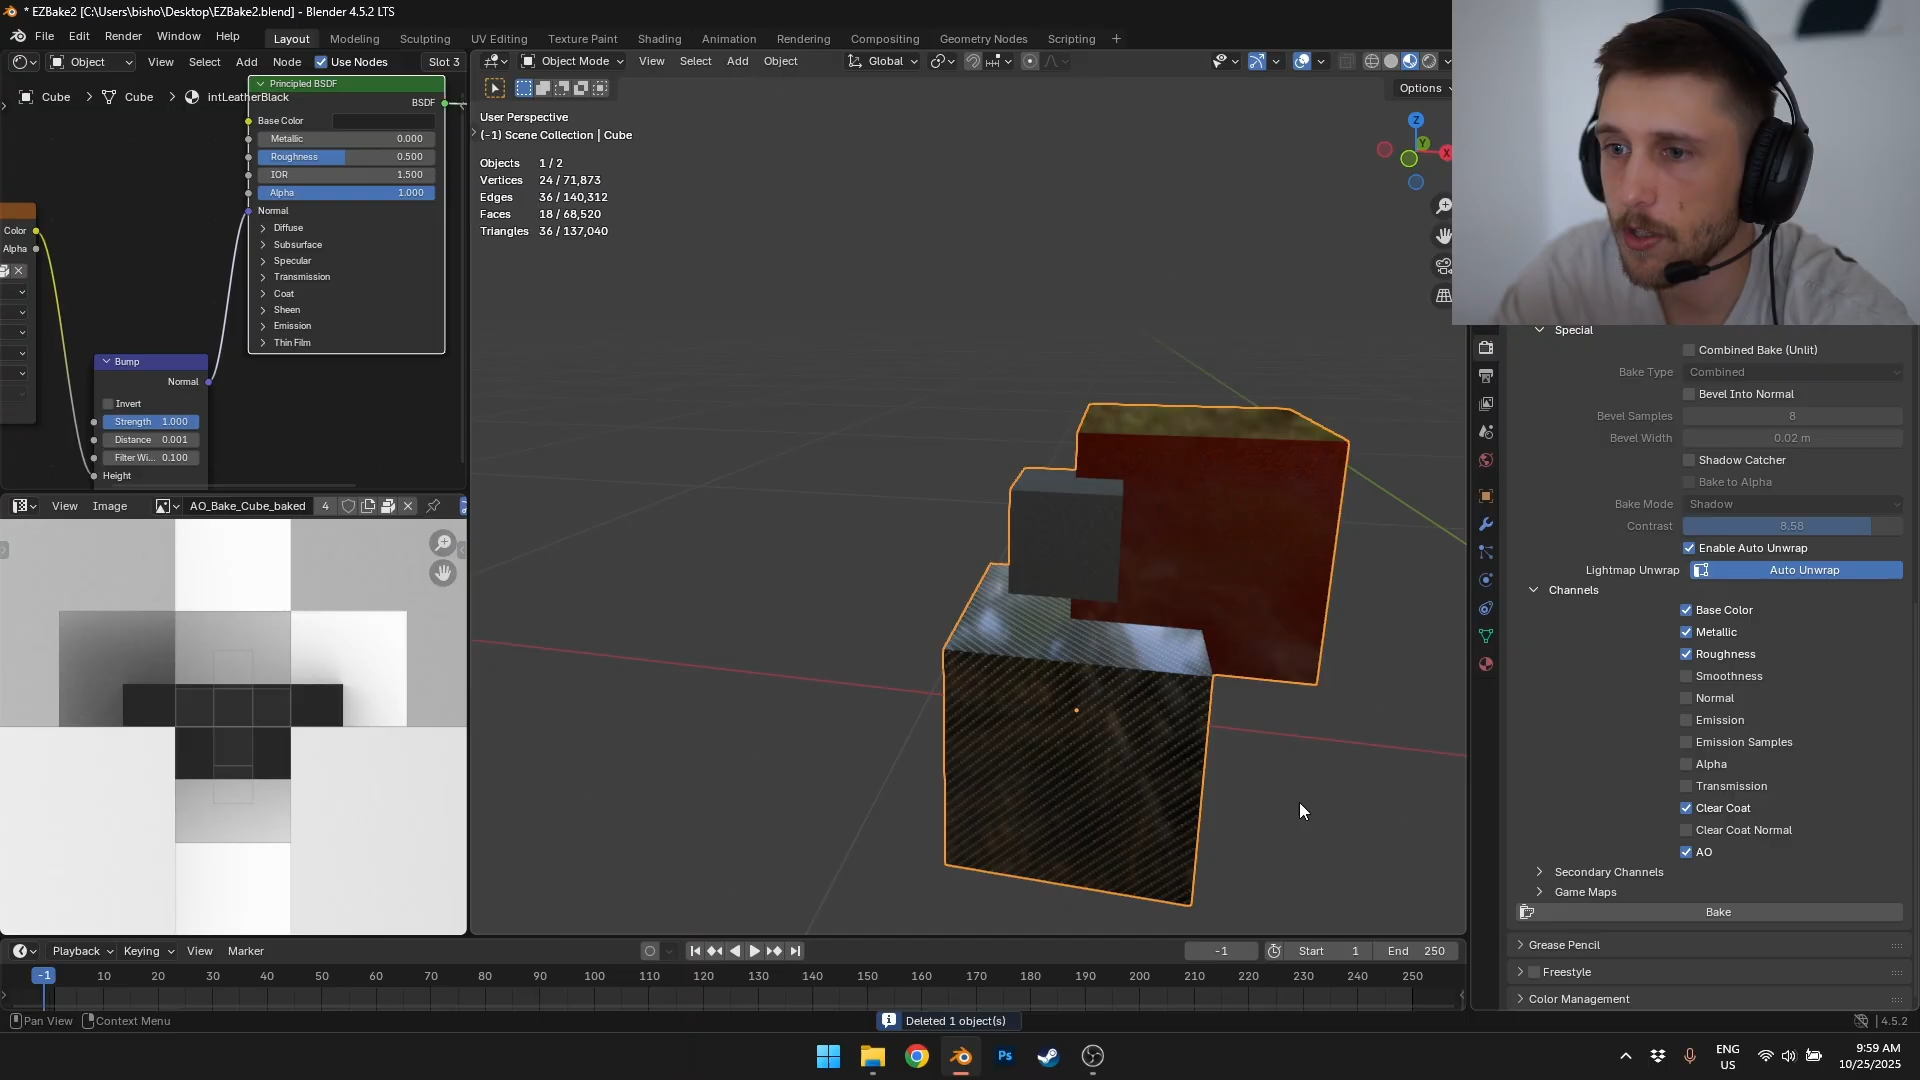 * EZBake2 [C:\Users\bisho\Desktop\EZBake2.blend] - Blender 4.5.2 LTS
File Edit Render Window Help Layout Modeling Sculpting UV Editing Texture Paint Shading Animation Rendering Compositing Geometry Nodes Scripting +
Object View Select Add Node Use Nodes Slot 3
Object Mode View Select Add Object Global
Cube > Cube > intLeatherBlack
Principled BSDF
BSDF
Base Color
Metallic 0.000
Roughness 0.500
IOR 1.500
Alpha 1.000
Normal
Diffuse
Subsurface
Specular
Transmission
Coat
Sheen
Emission
Thin Film
Color
Alpha
Bump
Normal
Invert
Strength 1.000
Distance 0.001
Filter Wi... 0.100
Height
Options
User Perspective
(-1) Scene Collection | Cube
Objects 1 / 2
Vertices 24 / 71,873
Edges 36 / 140,312
Faces 18 / 68,520
Triangles 36 / 137,040
Z
Y
X
View Image AO_Bake_Cube_baked 4
Special
Combined Bake (Unlit)
Bake Type Combined
Bevel Into Normal
Bevel Samples 8
Bevel Width 0.02 m
Shadow Catcher
Bake to Alpha
Bake Mode Shadow
Contrast 8.58
Enable Auto Unwrap
Lightmap Unwrap Auto Unwrap
Channels
Base Color
Metallic
Roughness
Smoothness
Normal
Emission
Emission Samples
Alpha
Transmission
Clear Coat
Clear Coat Normal
AO
Secondary Channels
Game Maps
Bake
Grease Pencil
Freestyle
Color Management
Playback Keying View Marker -1 Start 1 End 250
-1 10 20 30 40 50 60 70 80 90 100 110 120 130 140 150 160 170 180 190 200 210 220 230 240 250
Pan View Context Menu Deleted 1 object(s) 4.5.2
Ps
ENG
US
9:59 AM
10/25/2025